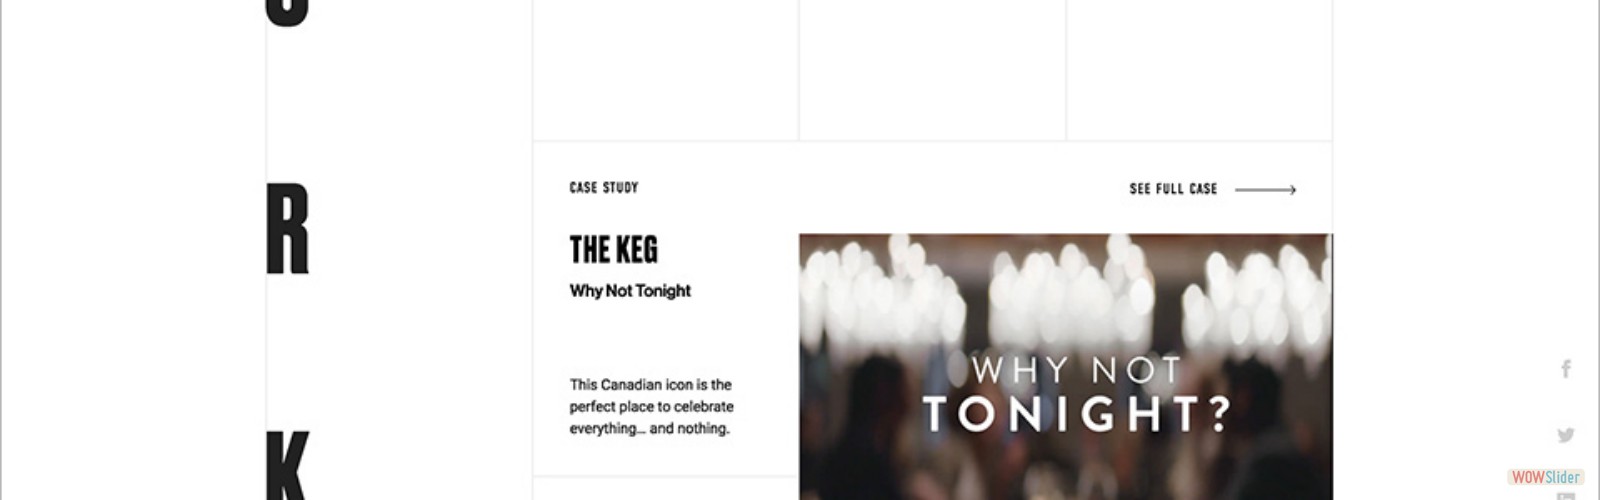 R
K
CASE STUDY
SEE FULL CASE
THE KEG
Why Not Tonight
This Canadian icon is the
perfect place to celebrate
everything... and nothing.
WHY NOT
TONIGHT?
WOWSlider